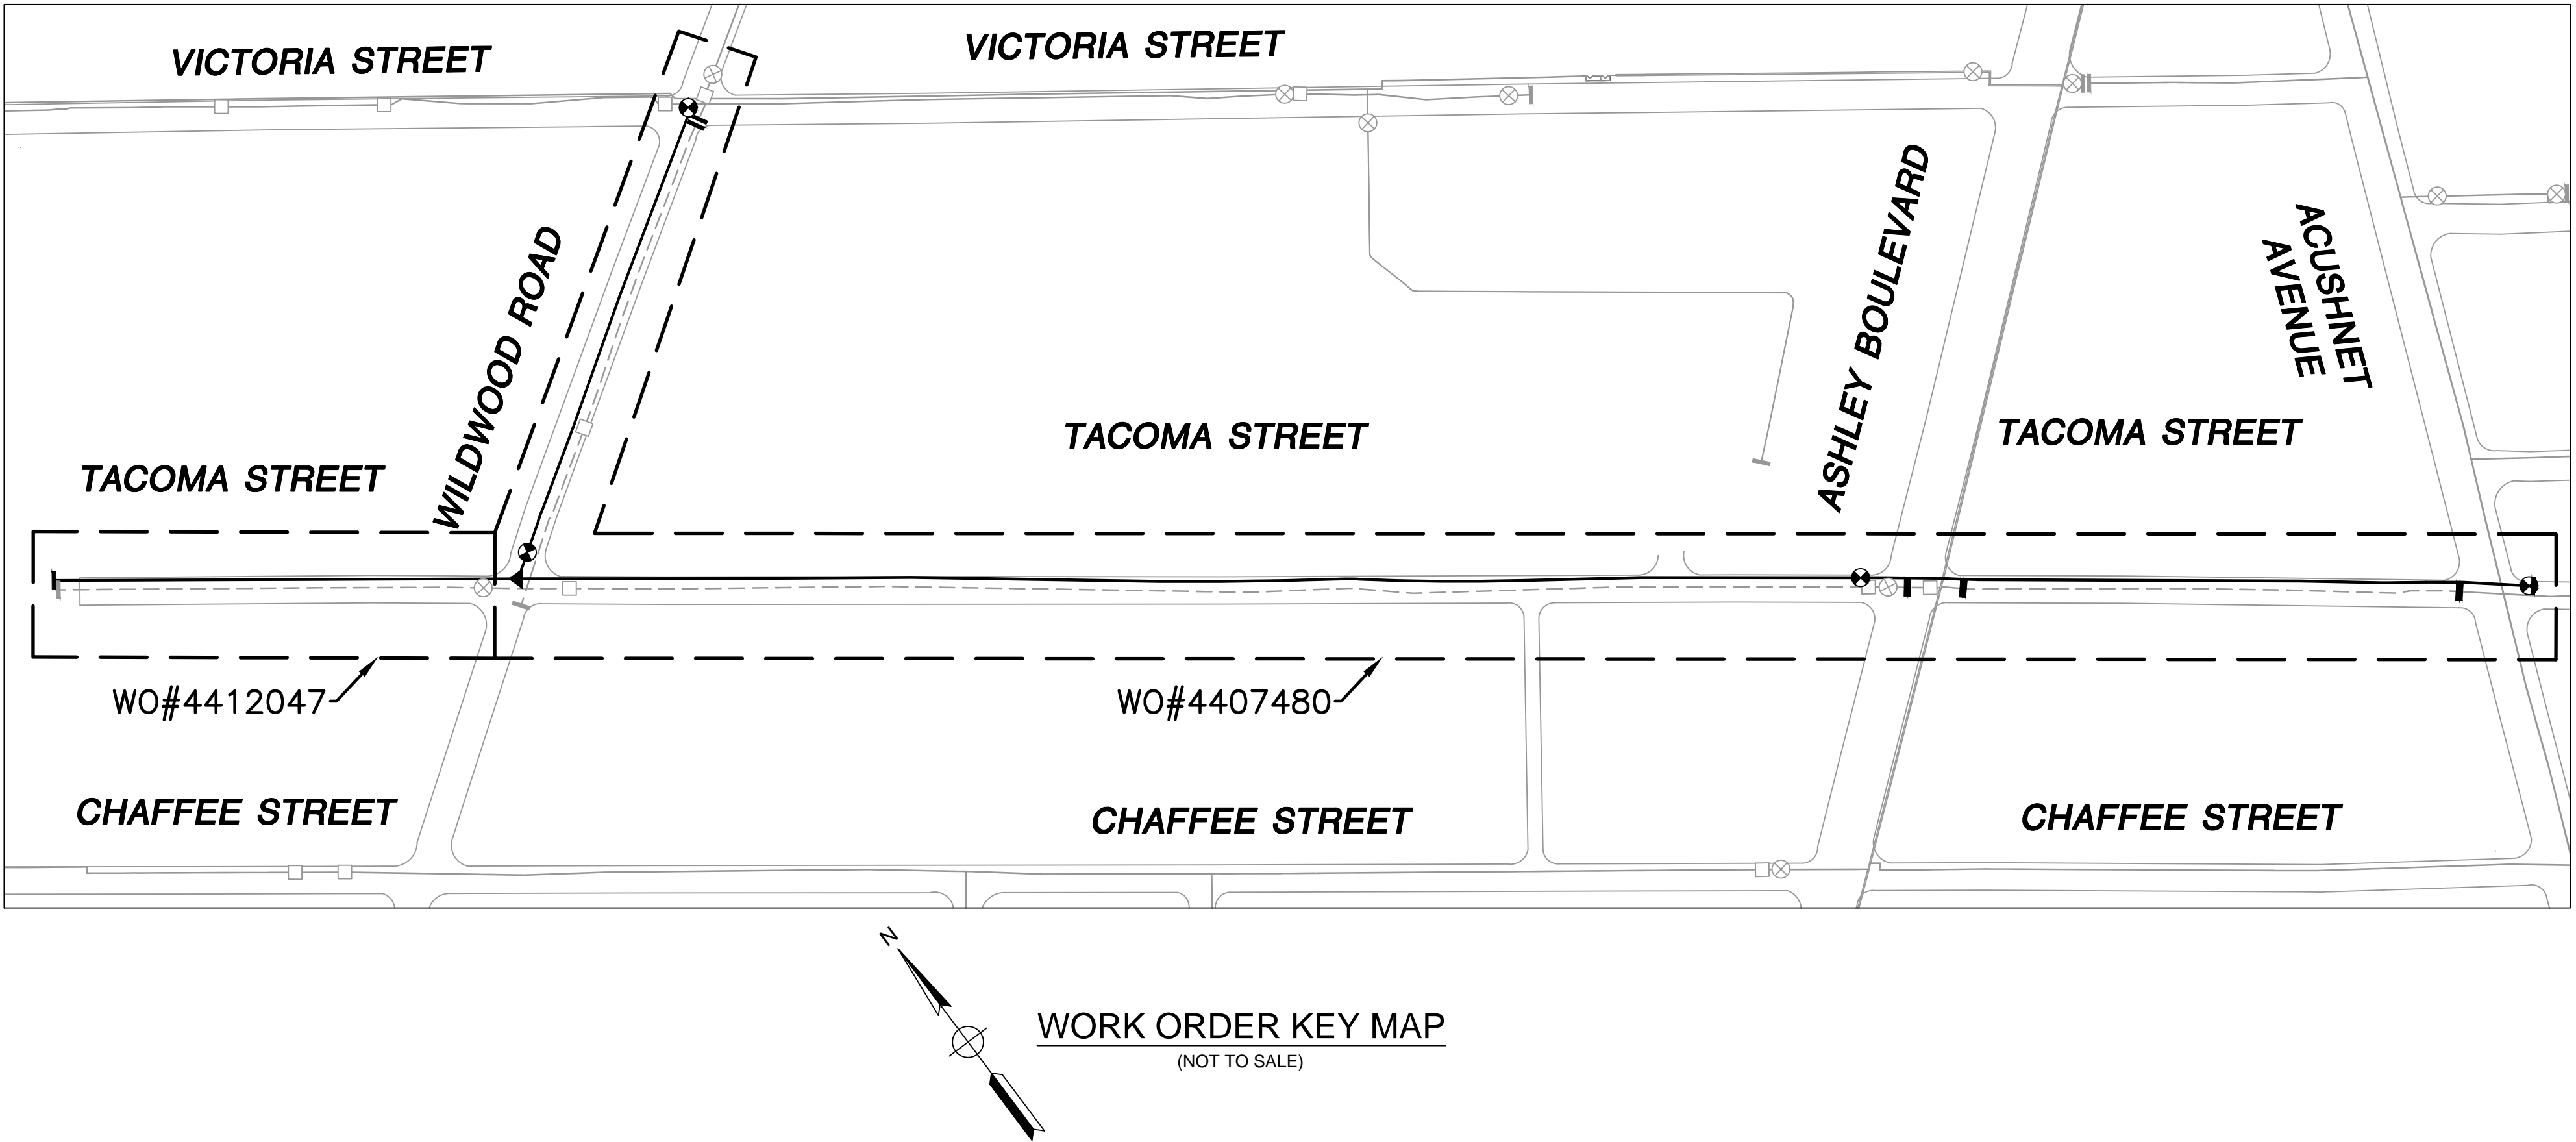 VICTORIA STREET
VICTORIA STREET
WILDWOOD ROAD
ASHLEY BOULEVARD
ACUSHNET
AVENUE
TACOMA STREET
TACOMA STREET
TACOMA STREET
WO#4412047
WO#4407480
CHAFFEE STREET
CHAFFEE STREET
CHAFFEE STREET
N
WORK ORDER KEY MAP
(NOT TO SALE)